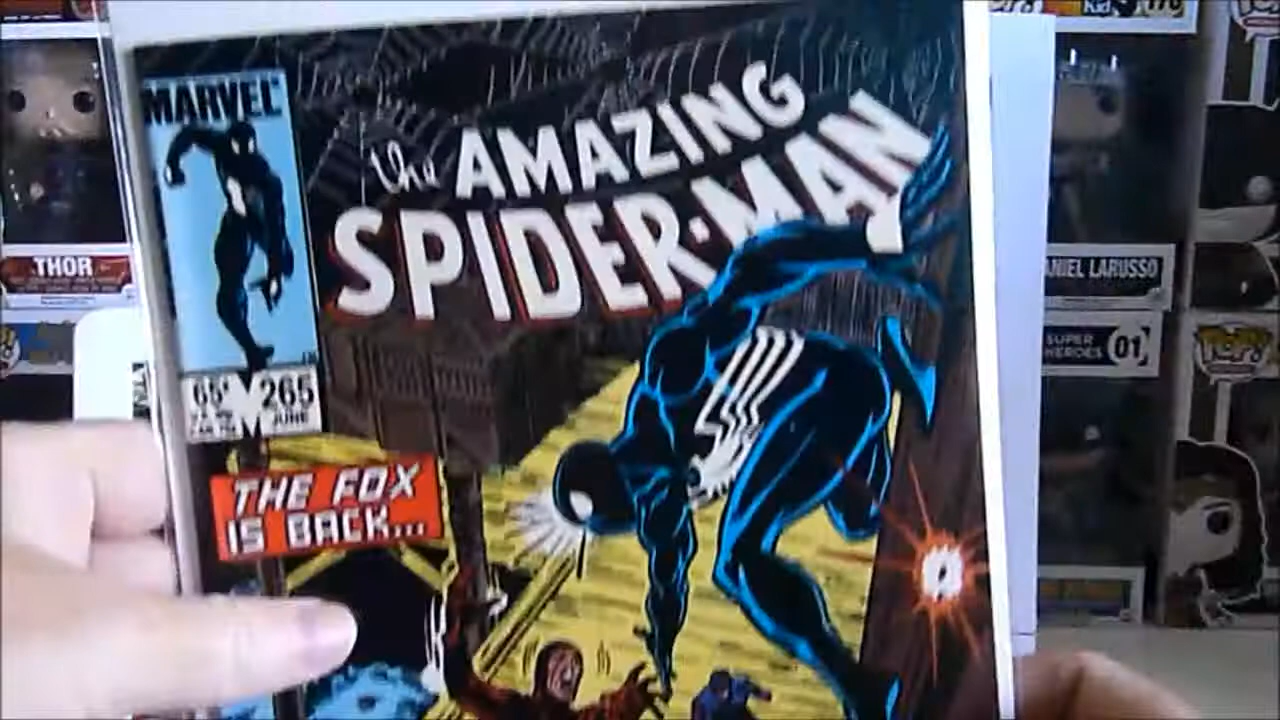 Kid
MARVEL
the AMAZING
SPIDER-MAN
THOR
DANIEL LARUSSO
SUPER
HEROES 01
POP!
65¢ 265
JUNE
THE FOX
IS BACK...